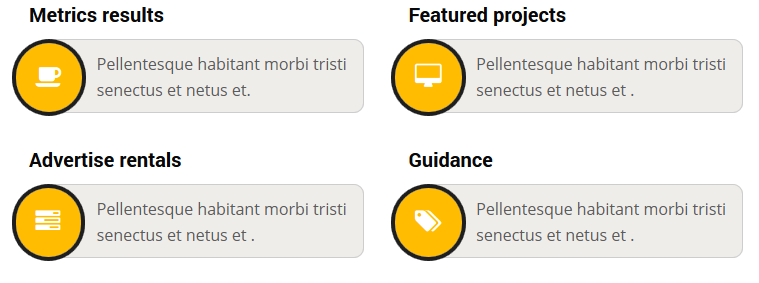 Metrics results
Pellentesque habitant morbi tristi
senectus et netus et.
Featured projects
Pellentesque habitant morbi tristi
senectus et netus et .
Advertise rentals
Pellentesque habitant morbi tristi
senectus et netus et .
Guidance
Pellentesque habitant morbi tristi
senectus et netus et .